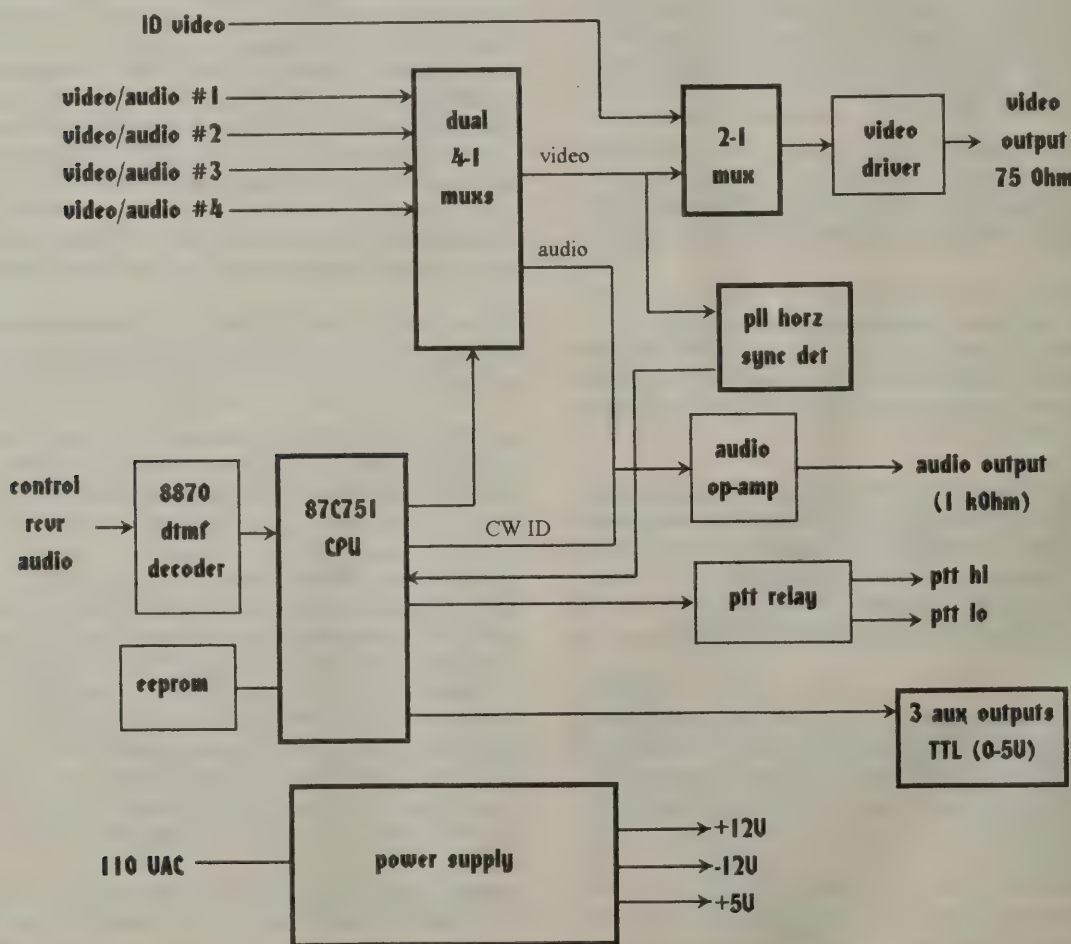 ID video
video/audio #1
video/audio #2
video/audio #3
video/audio #4
dual
4-1
muxs
video
audio
2-1
mux
video
driver
video
output
75 Ohm
pll horz
sync det
audio
op-amp
audio output
(1 kOhm)
control
rcvr
audio
8870
dtmf
decoder
87C751
CPU
CW ID
ptt relay
ptt hi
ptt lo
eeprom
3 aux outputs
TTL (0-5V)
110 VAC
power supply
+12V
-12V
+5V